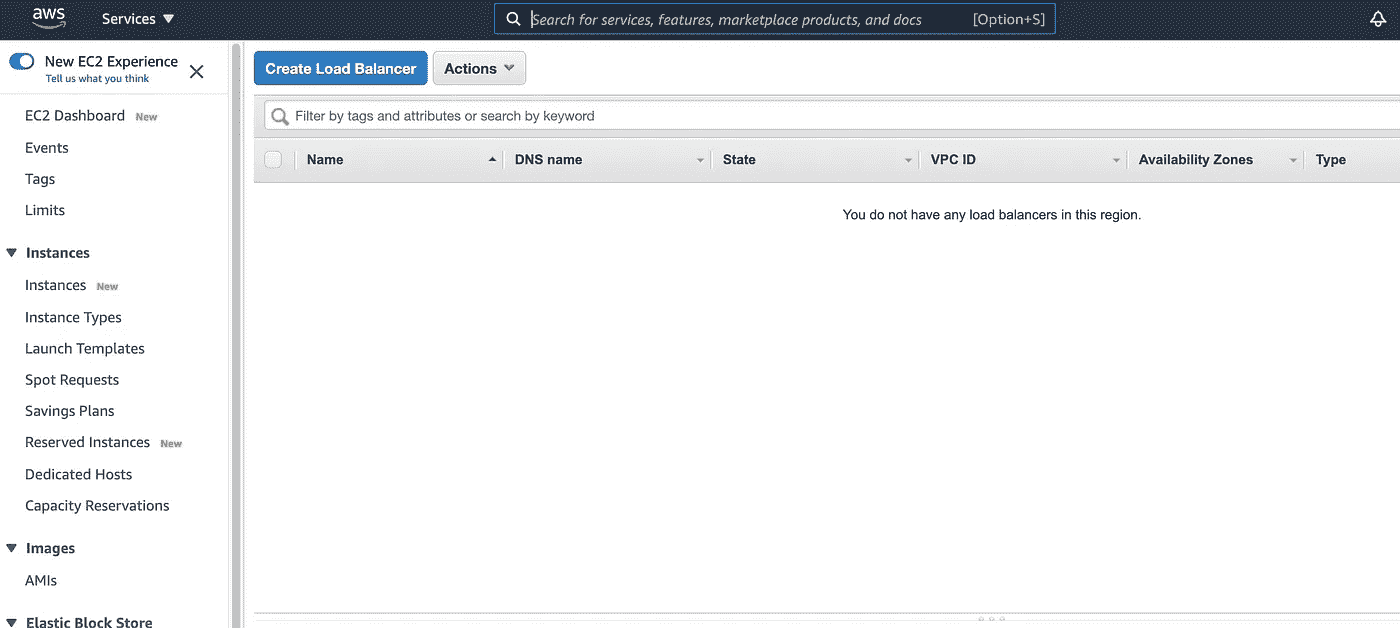 aws Services Search for services, features, marketplace products, and docs [Option+S]
New EC2 Experience
Tell us what you think
EC2 Dashboard New
Events
Tags
Limits
Instances
Instances New
Instance Types
Launch Templates
Spot Requests
Savings Plans
Reserved Instances New
Dedicated Hosts
Capacity Reservations
Images
AMIs
Elastic Block Store
Create Load Balancer Actions
Filter by tags and attributes or search by keyword
Name DNS name State VPC ID Availability Zones Type
You do not have any load balancers in this region.